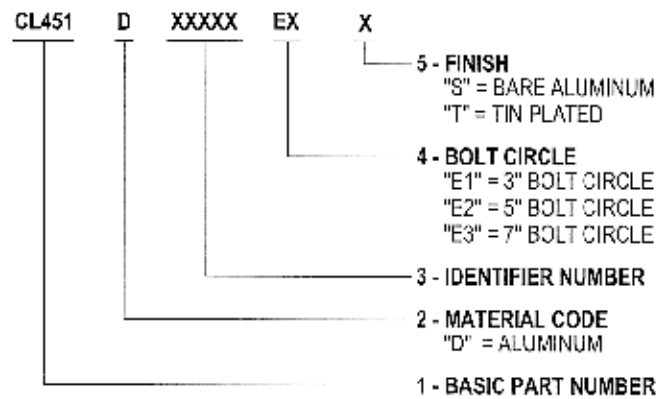 CL451 D XXXXX EX X
5 - FINISH
"S" = BARE ALUMINUM
"T" = TIN PLATED
4 - BOLT CIRCLE
"E1" = 3" BOLT CIRCLE
"E2" = 5" BOLT CIRCLE
"E3" = 7" BOLT CIRCLE
3 - IDENTIFIER NUMBER
2 - MATERIAL CODE
"D" = ALUMINUM
1 - BASIC PART NUMBER